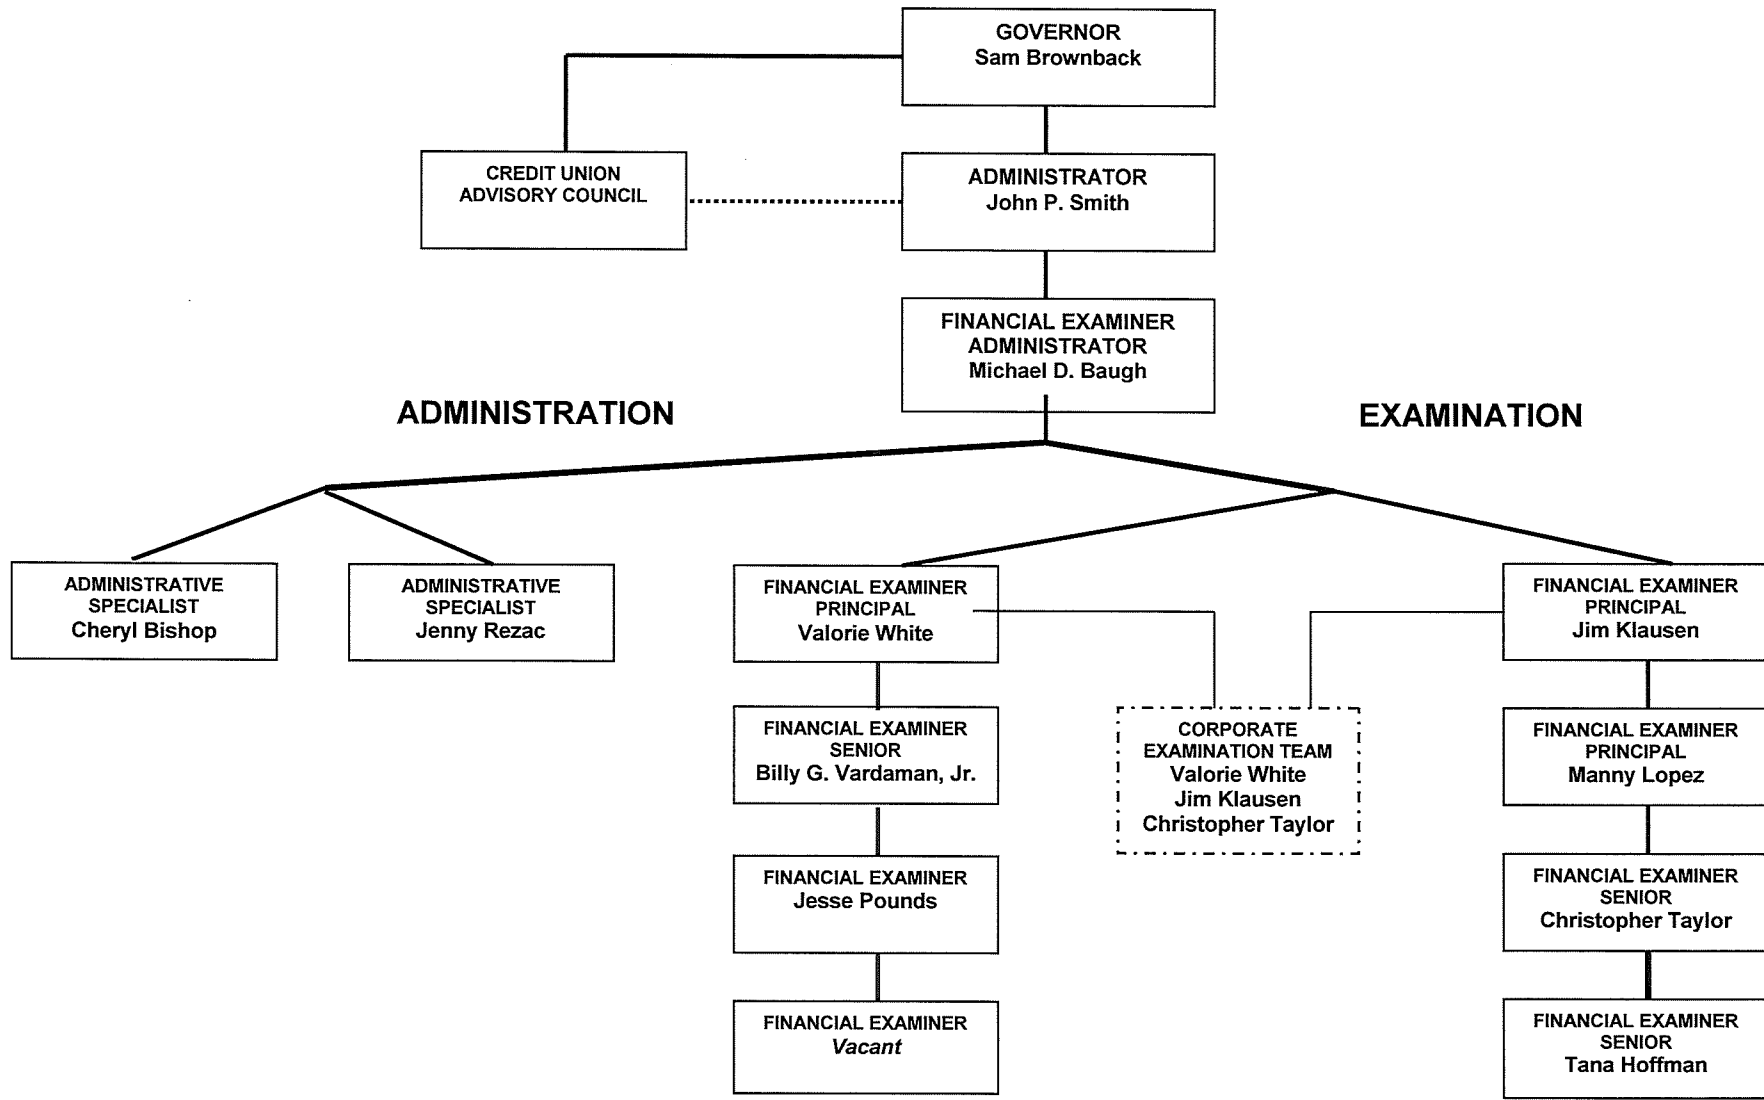 GOVERNOR
Sam Brownback
CREDIT UNION
ADVISORY COUNCIL
ADMINISTRATOR
John P. Smith
FINANCIAL EXAMINER
ADMINISTRATOR
Michael D. Baugh
ADMINISTRATION
EXAMINATION
ADMINISTRATIVE
SPECIALIST
Cheryl Bishop
ADMINISTRATIVE
SPECIALIST
Jenny Rezac
FINANCIAL EXAMINER
PRINCIPAL
Valorie White
FINANCIAL EXAMINER
PRINCIPAL
Jim Klausen
FINANCIAL EXAMINER
SENIOR
Billy G. Vardaman, Jr.
CORPORATE
EXAMINATION TEAM
Valorie White
Jim Klausen
Christopher Taylor
FINANCIAL EXAMINER
PRINCIPAL
Manny Lopez
FINANCIAL EXAMINER
Jesse Pounds
FINANCIAL EXAMINER
SENIOR
Christopher Taylor
FINANCIAL EXAMINER
Vacant
FINANCIAL EXAMINER
SENIOR
Tana Hoffman